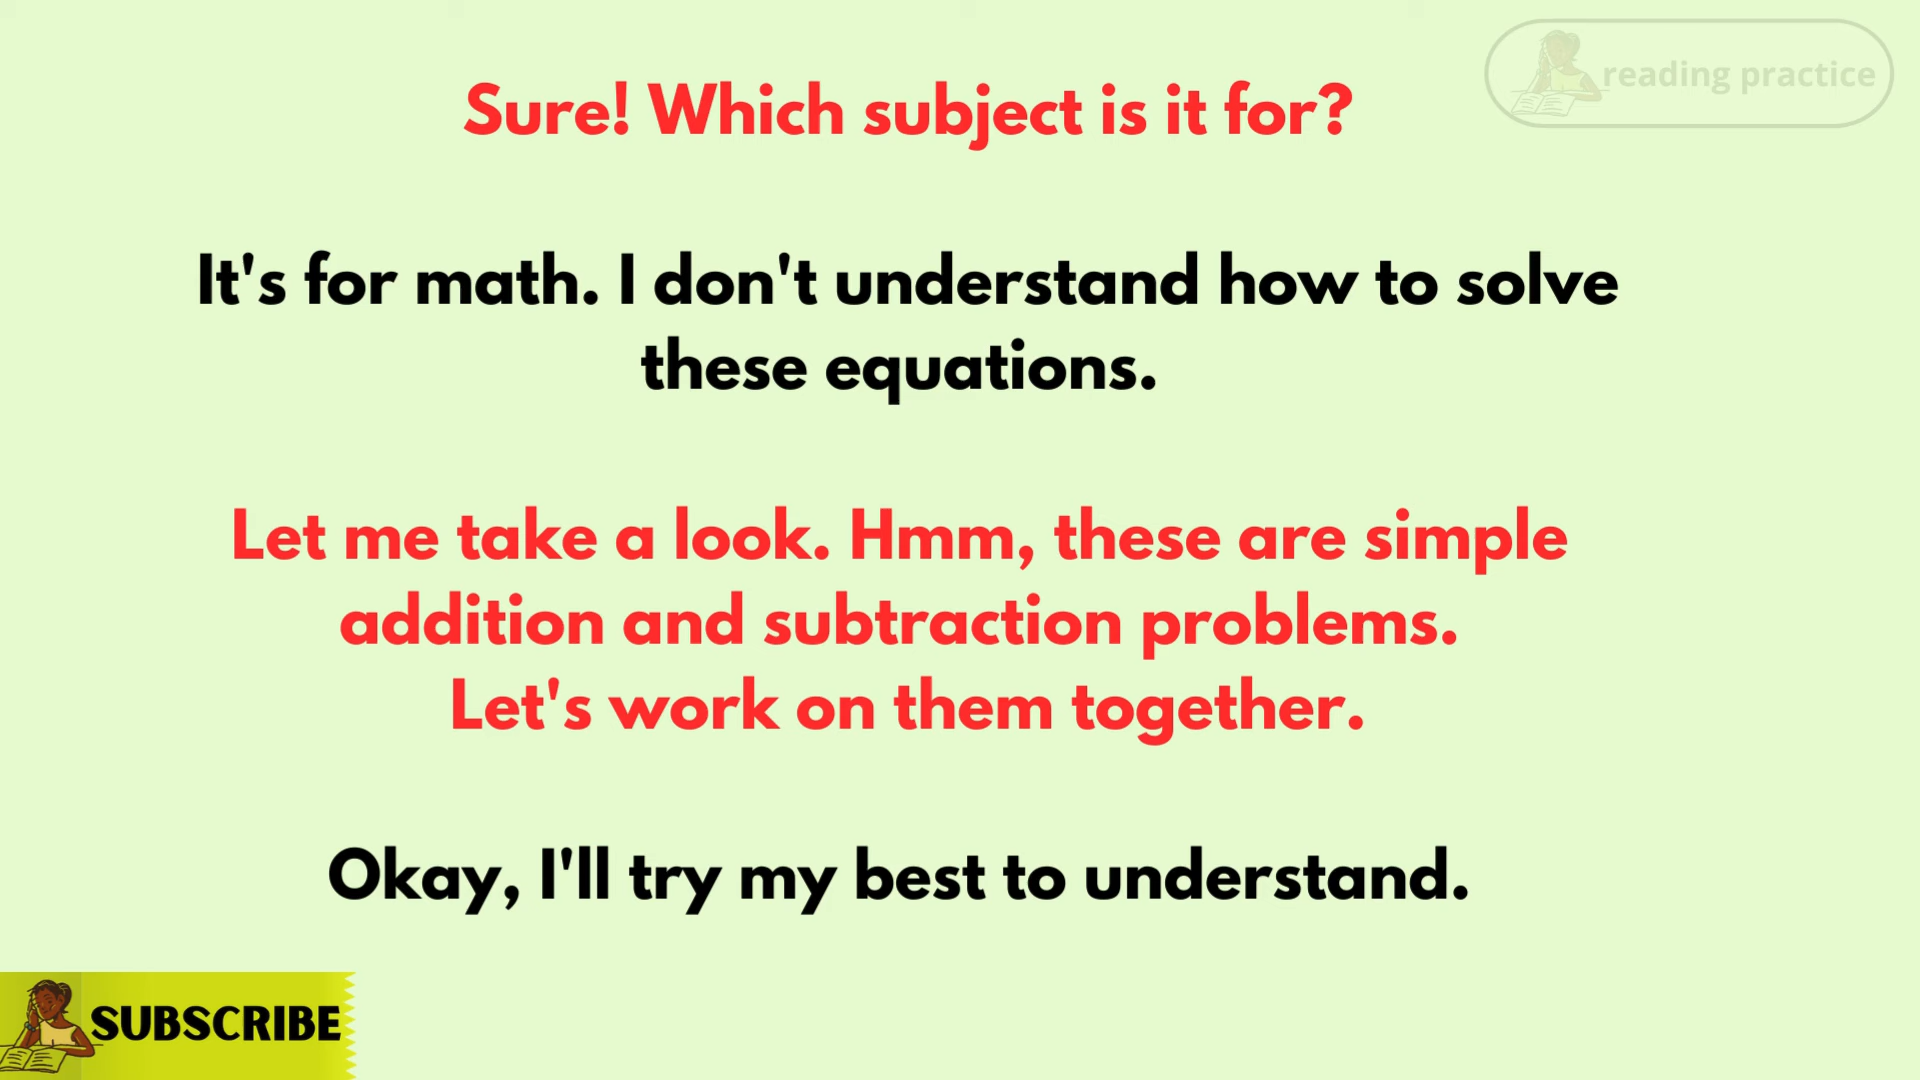 reading practice
Sure! Which subject is it for?
It's for math. I don't understand how to solve
these equations.
Let me take a look. Hmm, these are simple
addition and subtraction problems.
Let's work on them together.
Okay, I'll try my best to understand.
SUBSCRIBE